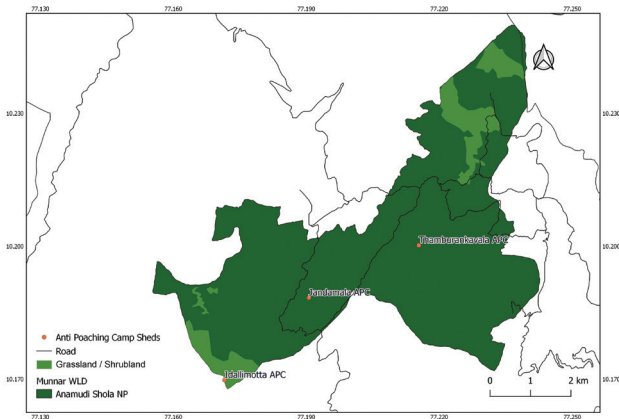 77.130 77.160 77.190 77.220 77.250
10.230
10.230
10.200
10.200
Thamburankavala APC
Jandamala APC
Idallimotta APC
Anti Poaching Camp Sheds
Road
Grassland / Shrubland
Munnar WLD
Anamudi Shola NP
0 1 2 km
10.170
10.170
77.130 77.160 77.190 77.220 77.250